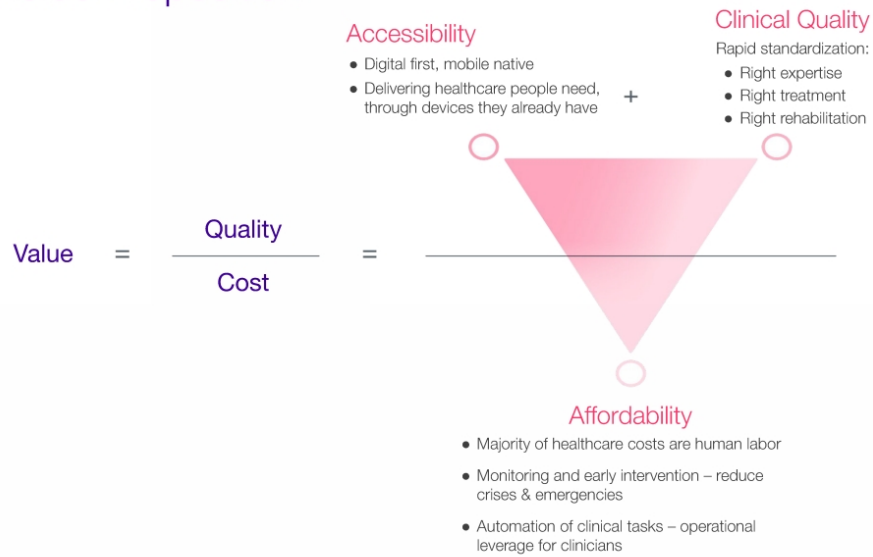 Accessibility
● Digital first, mobile native
● Delivering healthcare people need,
through devices they already have
+
Clinical Quality
Rapid standardization:
● Right expertise
● Right treatment
● Right rehabilitation
Value = Quality
Cost
=
Affordability
● Majority of healthcare costs are human labor
● Monitoring and early intervention – reduce
crises & emergencies
● Automation of clinical tasks – operational
leverage for clinicians